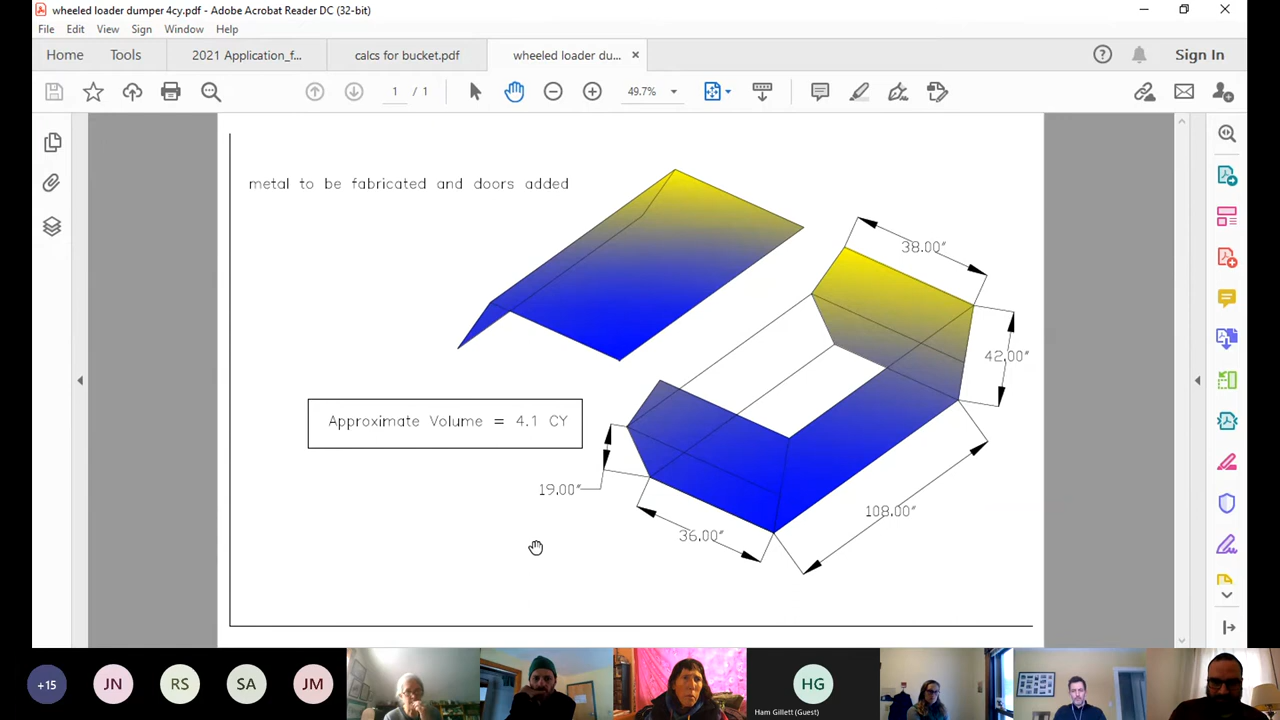 wheeled loader dumper 4cy.pdf - Adobe Acrobat Reader DC (32-bit)
File Edit View Sign Window Help
Home Tools 2021 Application_f... calcs for bucket.pdf wheeled loader du... Sign In
1 / 1 49.7%
metal to be fabricated and doors added
38.00"
42.00"
Approximate Volume = 4.1 CY
19.00"
108.00"
36.00"
+15 JN RS SA JM HG
Ham Gillett (Guest)